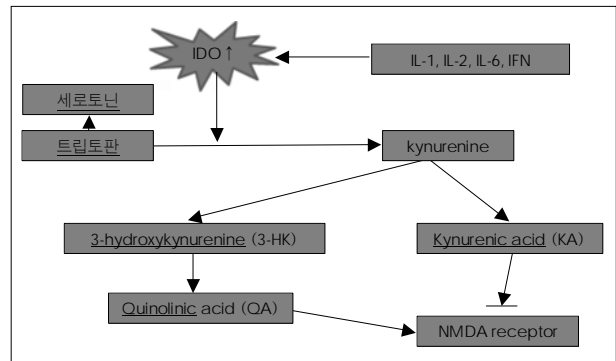 IDO↑
IL-1, IL-2, IL-6, IFN
세로토닌
트립토판
kynurenine
3-hydroxykynurenine (3-HK)
Kynurenic acid (KA)
Quinolinic acid (QA)
NMDA receptor